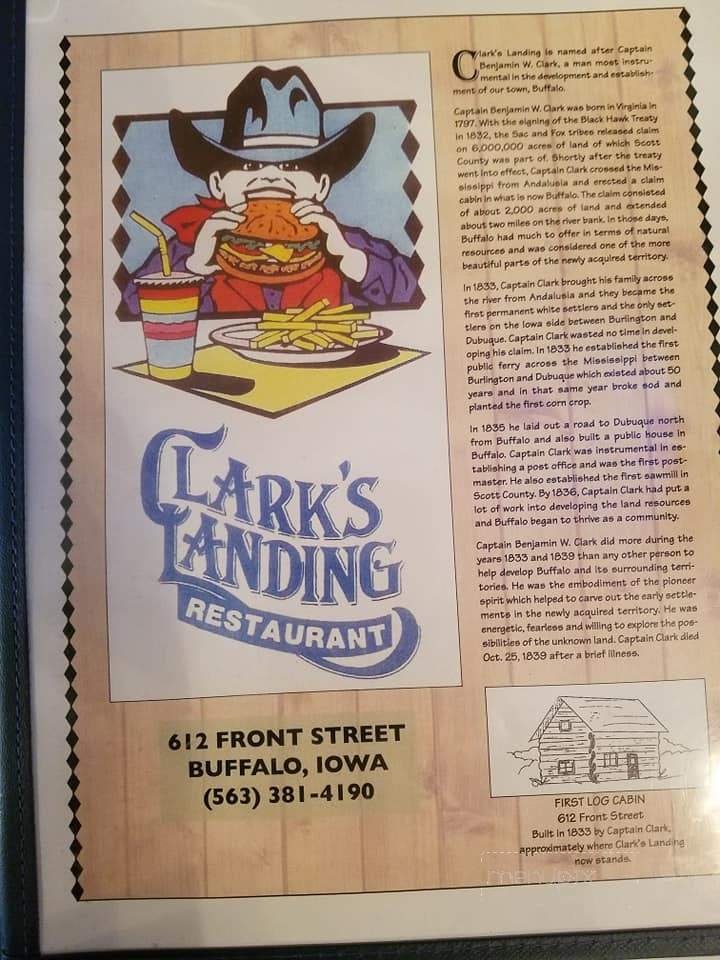 CLARK'S
LANDING
RESTAURANT
612 FRONT STREET
BUFFALO, IOWA
(563) 381-4190
Clark's Landing is named after Captain
Benjamin W. Clark, a man most instru-
mental in the development and establish-
ment of our town, Buffalo.
Captain Benjamin W. Clark was born in Virginia in
1797. With the signing of the Black Hawk Treaty
in 1832, the Sac and Fox tribes released claim
on 6,000,000 acres of land of which Scott
County was part of. Shortly after the treaty
went into effect, Captain Clark crossed the Mis-
sissippi from Andalusia and erected a claim
cabin in what is now Buffalo. The claim consisted
of about 2,000 acres of land and extended
about two miles on the river bank. In those days,
Buffalo had much to offer in terms of natural
resources and was considered one of the more
beautiful parts of the newly acquired territory.
In 1833, Captain Clark brought his family across
the river from Andalusia and they became the
first permanent white settlers and the only set-
tlers on the Iowa side between Burlington and
Dubuque. Captain Clark wasted no time in devel-
oping his claim. In 1833 he established the first
public ferry across the Mississippi between
Burlington and Dubuque which existed about 50
years and in that same year broke sod and
planted the first corn crop.
In 1835 he laid out a road to Dubuque north
from Buffalo and also built a public house in
Buffalo. Captain Clark was instrumental in es-
tablishing a post office and was the first post-
master. He also established the first sawmill in
Scott County. By 1836, Captain Clark had put a
lot of work into developing the land resources
and Buffalo began to thrive as a community.
Captain Benjamin W. Clark did more during the
years 1833 and 1839 than any other person to
help develop Buffalo and its surrounding terri-
tories. He was the embodiment of the pioneer
spirit which helped to carve out the early settle-
ments in the newly acquired territory. He was
energetic, fearless and willing to explore the pos-
sibilities of the unknown land. Captain Clark died
Oct. 25, 1839 after a brief illness.
FIRST LOG CABIN
612 Front Street
Built in 1833 by Captain Clark,
approximately where Clark's Landing
now stands.
menupix